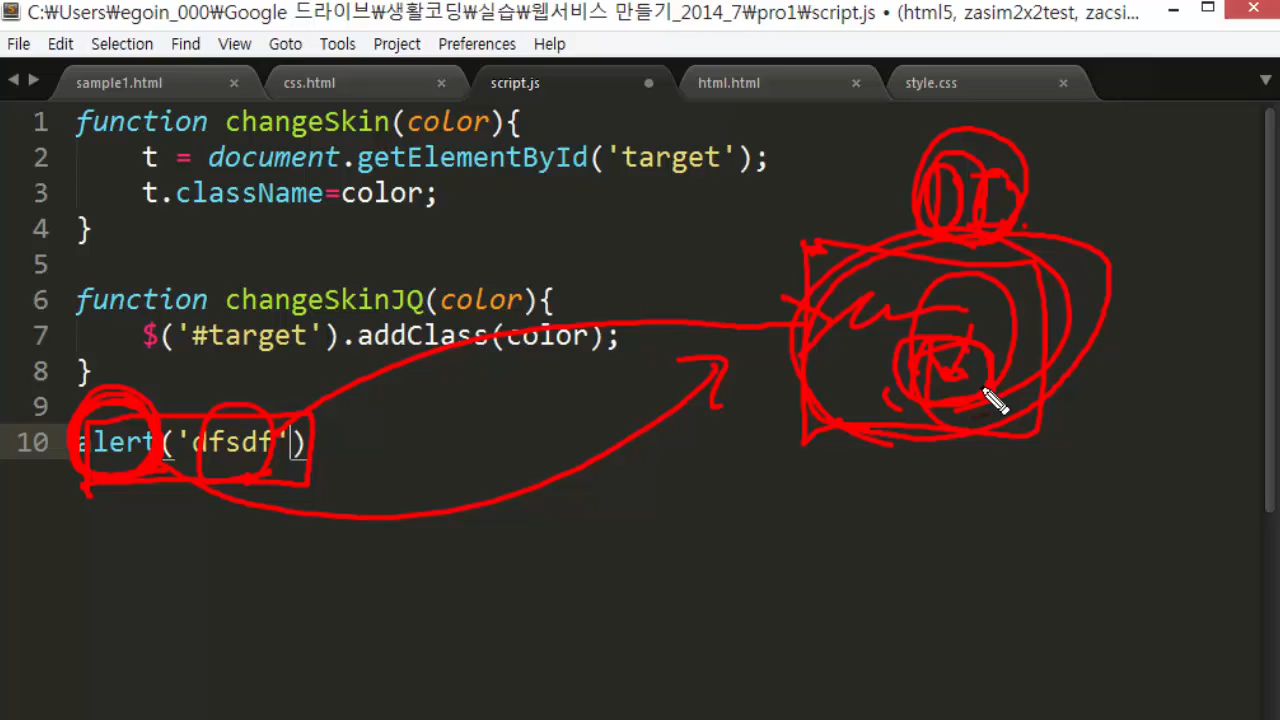 C:₩Users₩egoin_000₩Google 드라이브₩생활코딩₩실습₩웹서비스 만들기_2014_7₩pro1₩script.js • (html5, zasim2x2test, zacsi...
File Edit Selection Find View Goto Tools Project Preferences Help
sample1.html css.html script.js html.html style.css
1 function changeSkin(color){
2 t = document.getElementById('target');
3 t.className=color;
4 }
5
6 function changeSkinJQ(color){
7 $('#target').addClass(color);
8 }
9
10 alert('dfsdf')